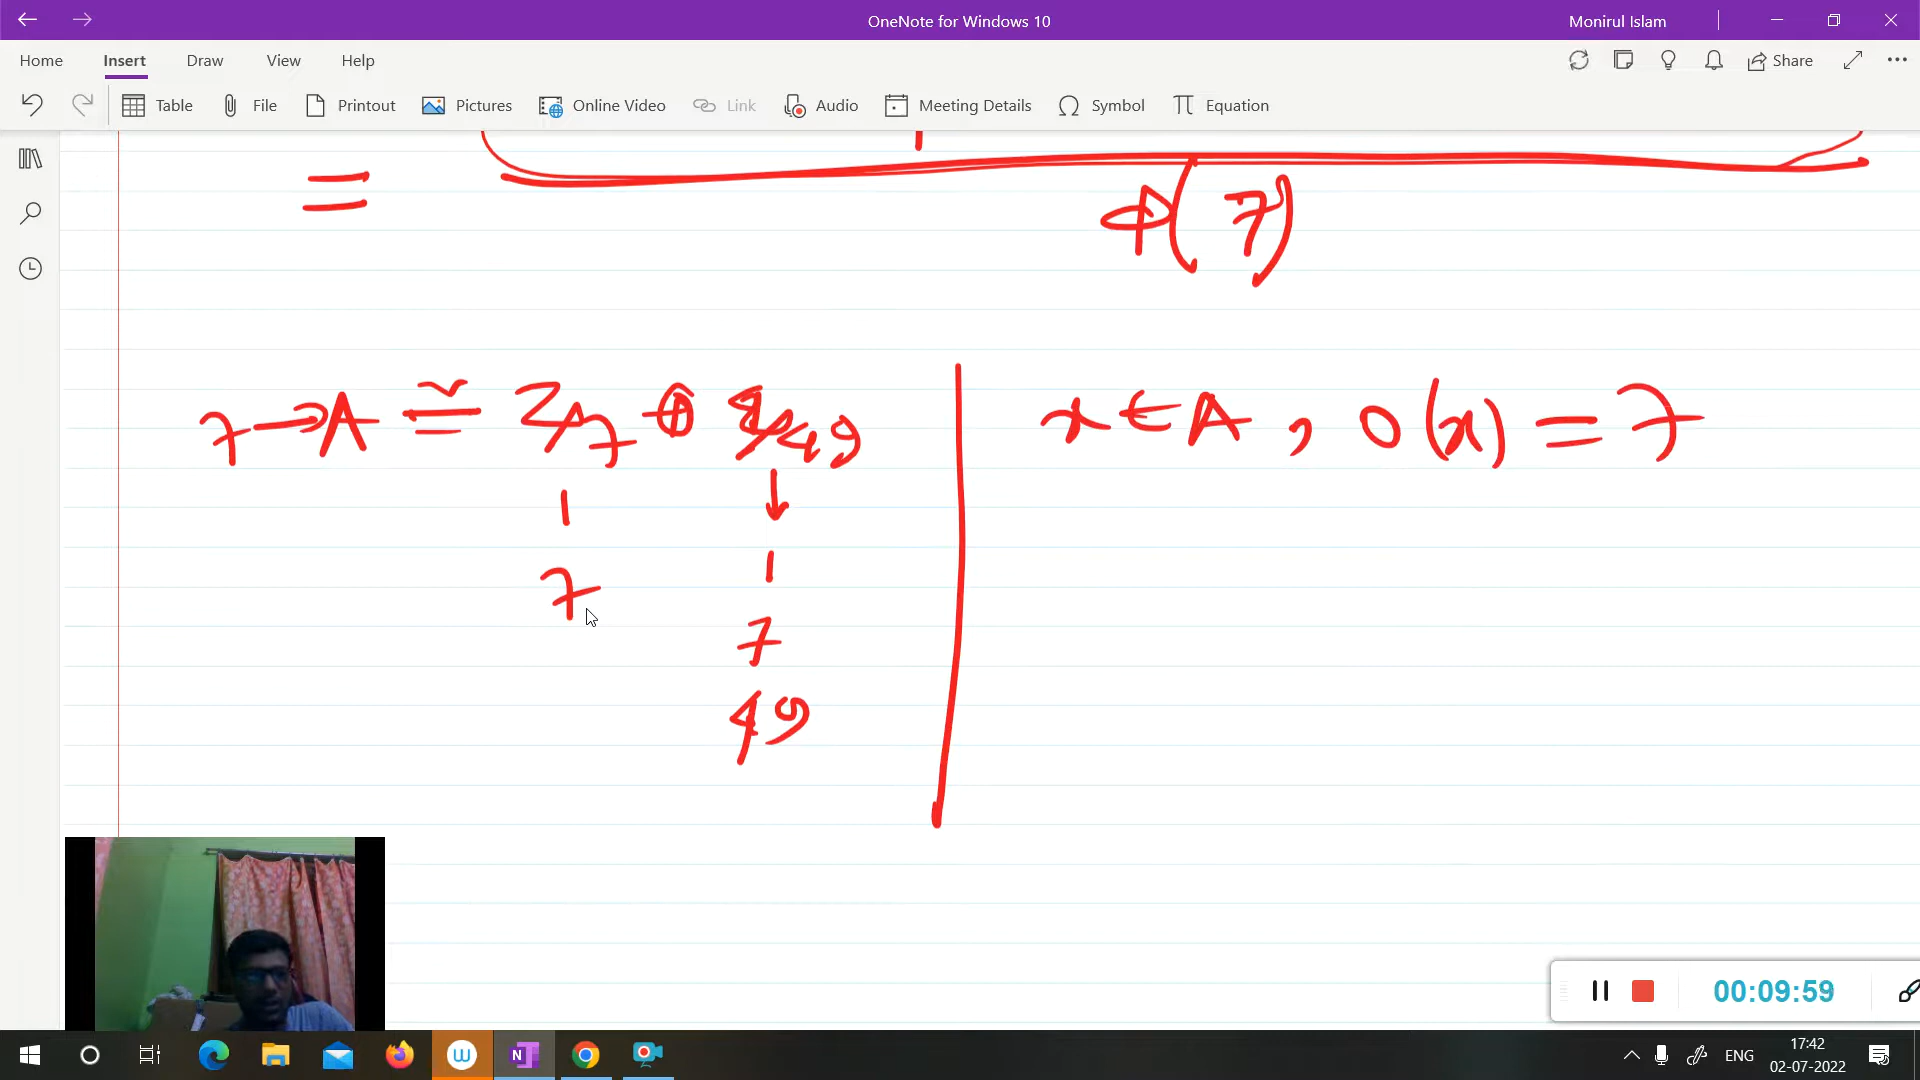 OneNote for Windows 10 Monirul Islam
Home Insert Draw View Help Share
Table File Printout Pictures Online Video Link Audio Meeting Details Symbol Equation
=
ϕ(7)
7 → A ≅ ℤ/7 ⊕ ℤ/49
x ∈ A, O(x) = 7
1
↓
7
1
7
49
00:09:59
W
N
ENG
17:42
02-07-2022